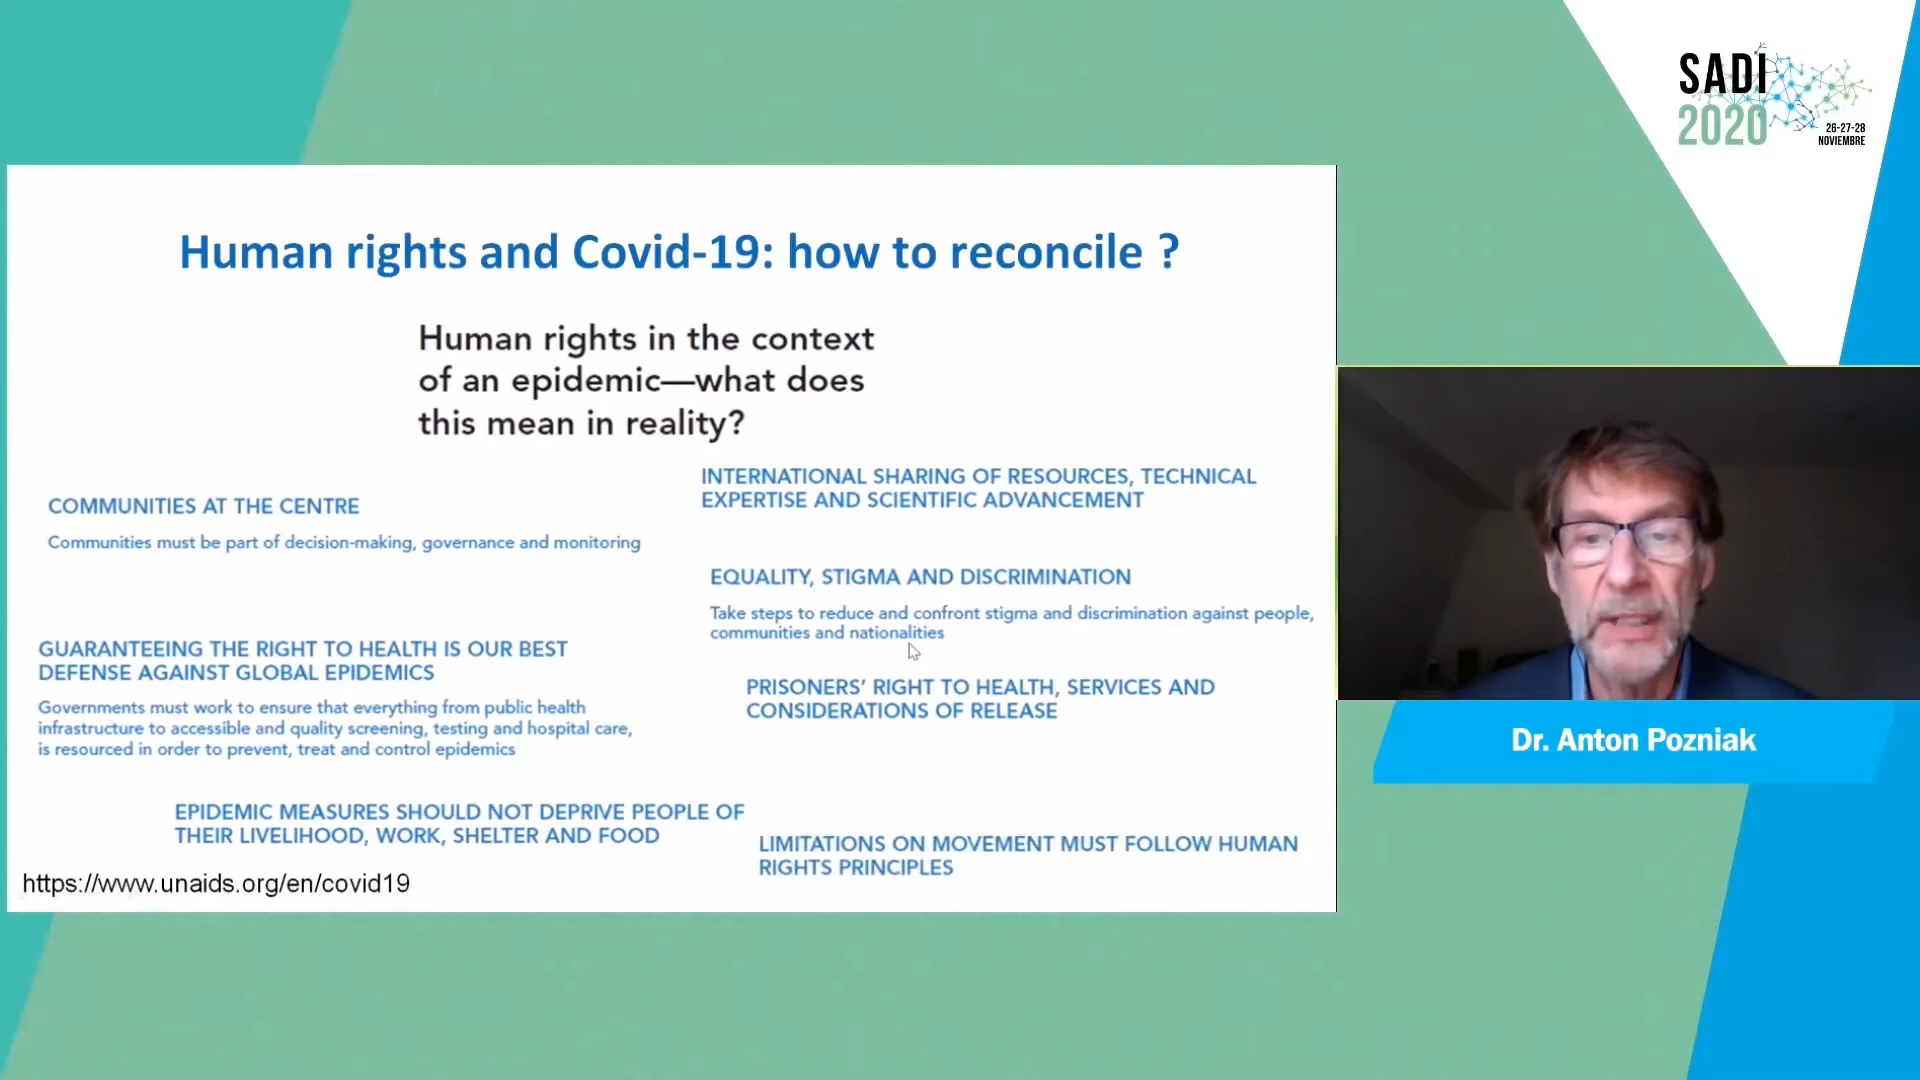 SADI
2020
26-27-28
NOVIEMBRE
Human rights and Covid-19: how to reconcile ?
Human rights in the context
of an epidemic—what does
this mean in reality?
COMMUNITIES AT THE CENTRE
Communities must be part of decision-making, governance and monitoring
GUARANTEEING THE RIGHT TO HEALTH IS OUR BEST
DEFENSE AGAINST GLOBAL EPIDEMICS
Governments must work to ensure that everything from public health
infrastructure to accessible and quality screening, testing and hospital care,
is resourced in order to prevent, treat and control epidemics
EPIDEMIC MEASURES SHOULD NOT DEPRIVE PEOPLE OF
THEIR LIVELIHOOD, WORK, SHELTER AND FOOD
https://www.unaids.org/en/covid19
INTERNATIONAL SHARING OF RESOURCES, TECHNICAL
EXPERTISE AND SCIENTIFIC ADVANCEMENT
EQUALITY, STIGMA AND DISCRIMINATION
Take steps to reduce and confront stigma and discrimination against people,
communities and nationalities
PRISONERS’ RIGHT TO HEALTH, SERVICES AND
CONSIDERATIONS OF RELEASE
LIMITATIONS ON MOVEMENT MUST FOLLOW HUMAN
RIGHTS PRINCIPLES
Dr. Anton Pozniak